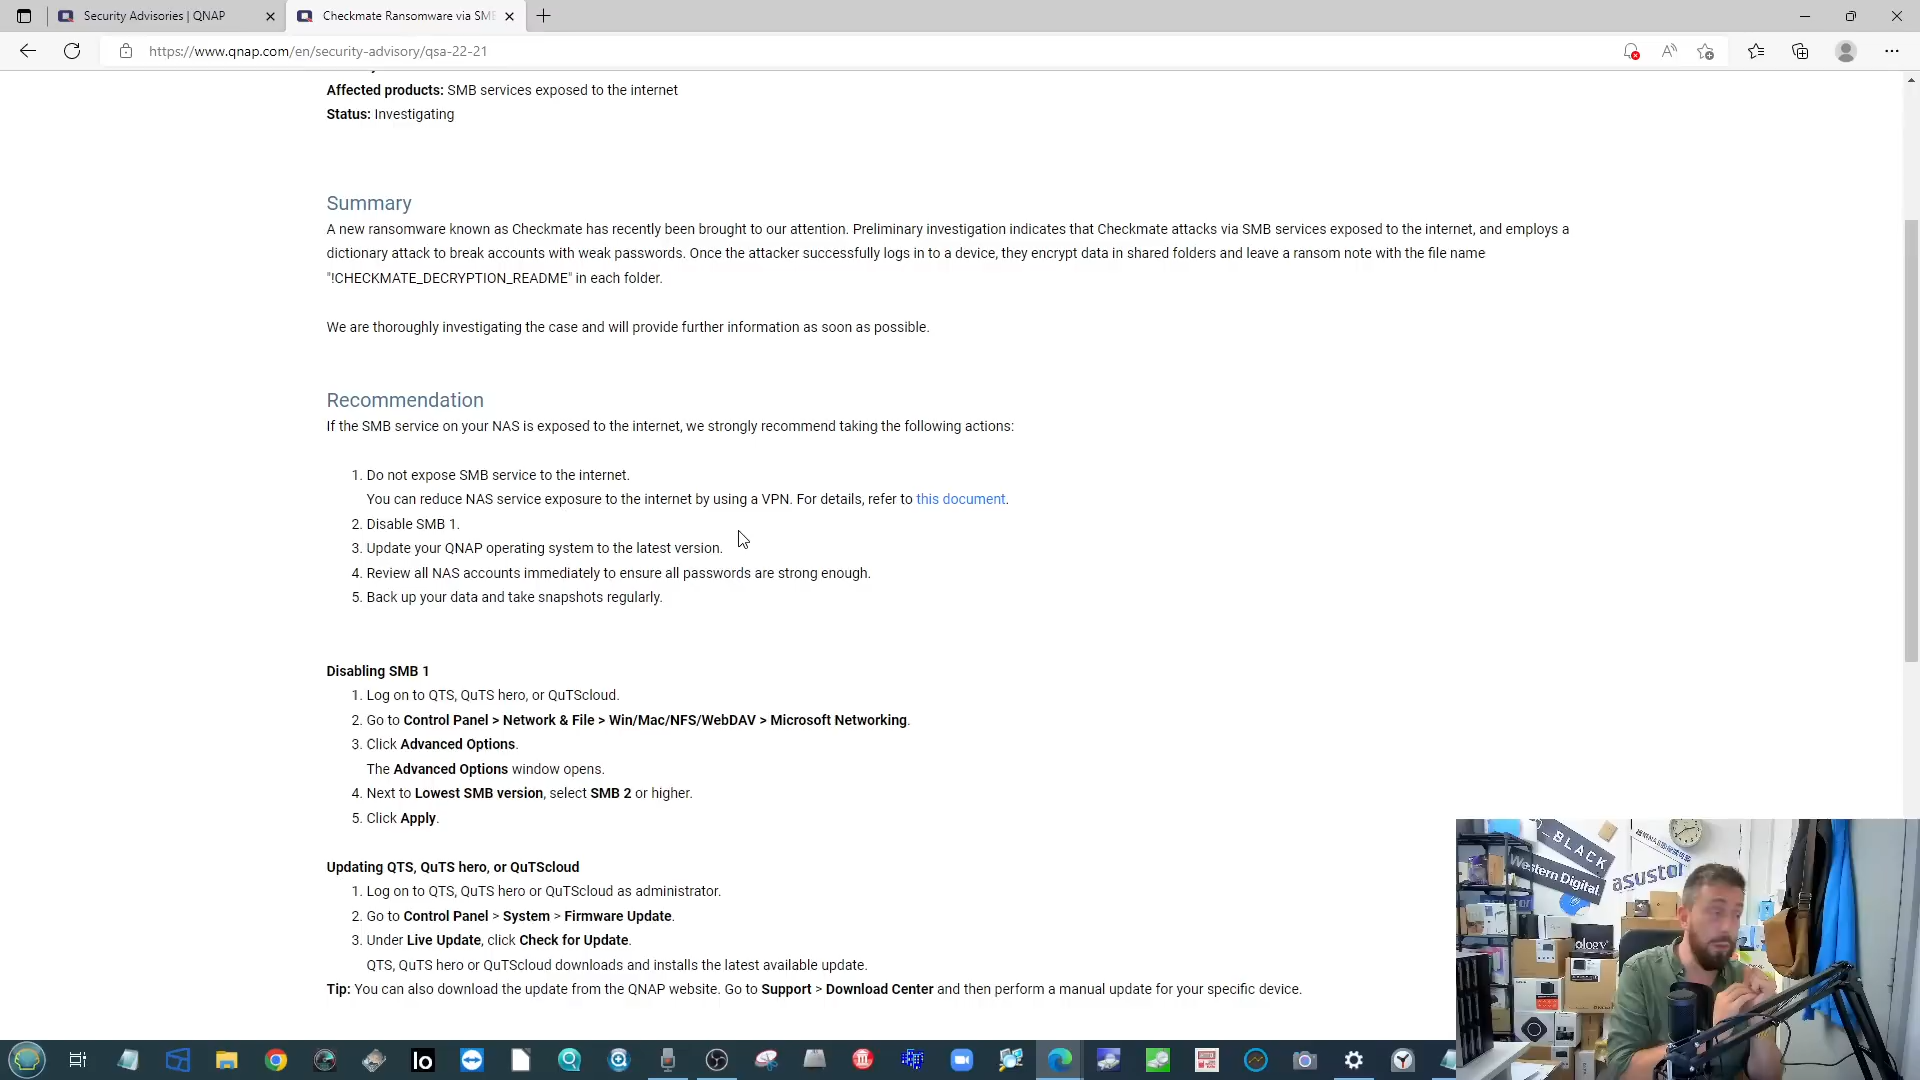 Security Advisories | QNAP
Checkmate Ransomware via SMB
https://www.qnap.com/en/security-advisory/qsa-22-21
Affected products: SMB services exposed to the internet
Status: Investigating
Summary
A new ransomware known as Checkmate has recently been brought to our attention. Preliminary investigation indicates that Checkmate attacks via SMB services exposed to the internet, and employs a
dictionary attack to break accounts with weak passwords. Once the attacker successfully logs in to a device, they encrypt data in shared folders and leave a ransom note with the file name
"!CHECKMATE_DECRYPTION_README" in each folder.
We are thoroughly investigating the case and will provide further information as soon as possible.
Recommendation
If the SMB service on your NAS is exposed to the internet, we strongly recommend taking the following actions:
1. Do not expose SMB service to the internet.
You can reduce NAS service exposure to the internet by using a VPN. For details, refer to this document.
2. Disable SMB 1.
3. Update your QNAP operating system to the latest version.
4. Review all NAS accounts immediately to ensure all passwords are strong enough.
5. Back up your data and take snapshots regularly.
Disabling SMB 1
1. Log on to QTS, QuTS hero, or QuTScloud.
2. Go to Control Panel > Network & File > Win/Mac/NFS/WebDAV > Microsoft Networking.
3. Click Advanced Options.
The Advanced Options window opens.
4. Next to Lowest SMB version, select SMB 2 or higher.
5. Click Apply.
Updating QTS, QuTS hero, or QuTScloud
1. Log on to QTS, QuTS hero or QuTScloud as administrator.
2. Go to Control Panel > System > Firmware Update.
3. Under Live Update, click Check for Update.
QTS, QuTS hero or QuTScloud downloads and installs the latest available update.
Tip: You can also download the update from the QNAP website. Go to Support > Download Center and then perform a manual update for your specific device.
_BLACK
Western Digital
asustor
ology
Io